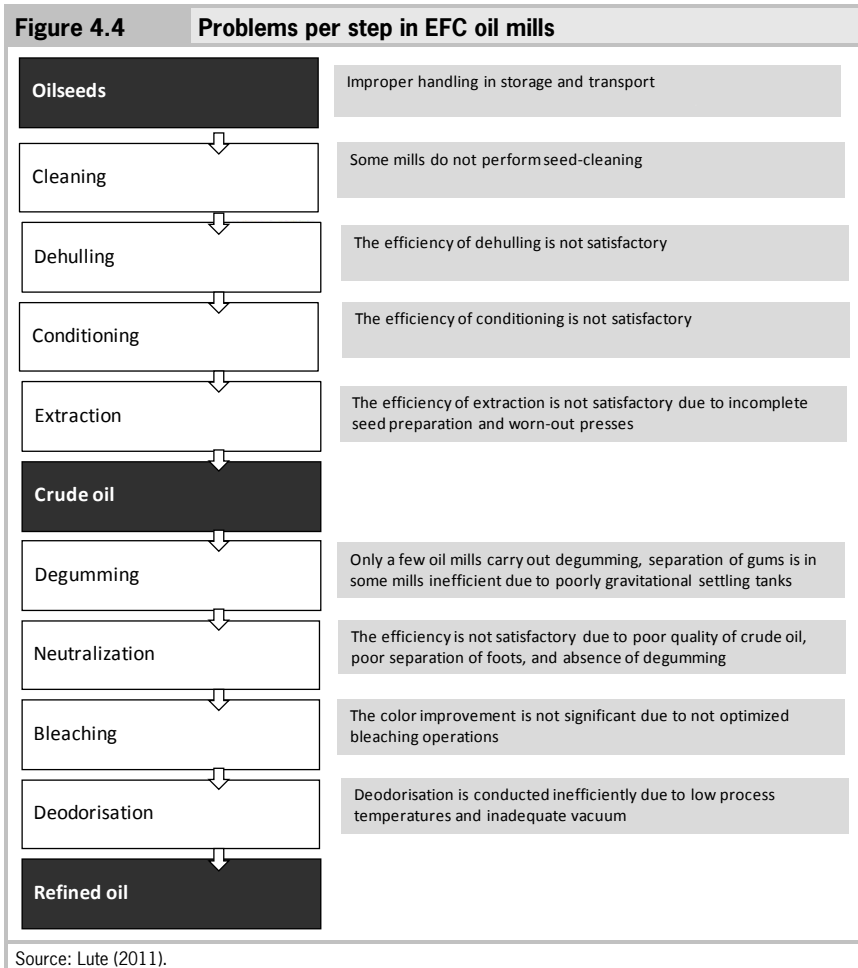 Figure 4.4 Problems per step in EFC oil mills
Oilseeds
Improper handling in storage and transport
Cleaning
Some mills do not perform seed-cleaning
Dehulling
The efficiency of dehulling is not satisfactory
Conditioning
The efficiency of conditioning is not satisfactory
Extraction
The efficiency of extraction is not satisfactory due to incomplete
seed preparation and worn-out presses
Crude oil
Degumming
Only a few oil mills carry out degumming, separation of gums is in
some mills inefficient due to poorly gravitational settling tanks
Neutralization
The efficiency is not satisfactory due to poor quality of crude oil,
poor separation of foots, and absence of degumming
Bleaching
The color improvement is not significant due to not optimized
bleaching operations
Deodorisation
Deodorisation is conducted inefficiently due to low process
temperatures and inadequate vacuum
Refined oil
Source: Lute (2011).